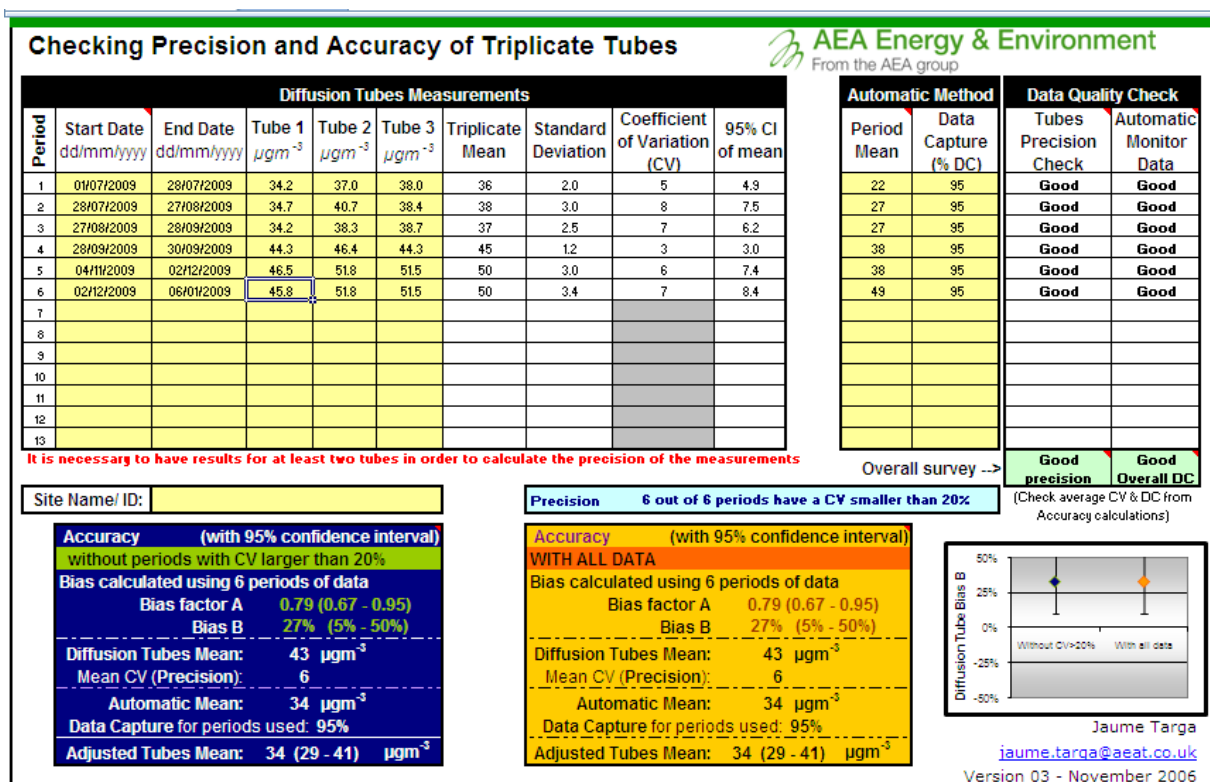 Checking Precision and Accuracy of Triplicate Tubes
AEA Energy & Environment
From the AEA group
Diffusion Tubes Measurements
Automatic Method
Data Quality Check
Period
Start Date dd/mm/yyyy
End Date dd/mm/yyyy
Tube 1 µgm-3
Tube 2 µgm-3
Tube 3 µgm-3
Triplicate Mean
Standard Deviation
Coefficient of Variation (CV)
95% CI of mean
Period Mean
Data Capture (% DC)
Tubes Precision Check
Automatic Monitor Data
1 01/07/2009 28/07/2009 34.2 37.0 38.0 36 2.0 5 4.9 22 95 Good Good
2 28/07/2009 27/08/2009 34.7 40.7 38.4 38 3.0 8 7.5 27 95 Good Good
3 27/08/2009 28/09/2009 34.2 38.3 38.7 37 2.5 7 6.2 27 95 Good Good
4 28/09/2009 30/09/2009 44.3 46.4 44.3 45 1.2 3 3.0 38 95 Good Good
5 04/11/2009 02/12/2009 46.5 51.8 51.5 50 3.0 6 7.4 38 95 Good Good
6 02/12/2009 06/01/2009 45.8 51.8 51.5 50 3.4 7 8.4 49 95 Good Good
7
8
9
10
11
12
13
It is necessary to have results for at least two tubes in order to calculate the precision of the measurements
Overall survey -->
Good precision
Good Overall DC
(Check average CV & DC from Accuracy calculations)
Site Name/ ID:
Precision 6 out of 6 periods have a CV smaller than 20%
Accuracy (with 95% confidence interval)
without periods with CV larger than 20%
Bias calculated using 6 periods of data
Bias factor A 0.79 (0.67 - 0.95)
Bias B 27% (5% - 50%)
Diffusion Tubes Mean: 43 µgm-3
Mean CV (Precision): 6
Automatic Mean: 34 µgm-3
Data Capture for periods used: 95%
Adjusted Tubes Mean: 34 (29 - 41) µgm-3
Accuracy (with 95% confidence interval)
WITH ALL DATA
Bias calculated using 6 periods of data
Bias factor A 0.79 (0.67 - 0.95)
Bias B 27% (5% - 50%)
Diffusion Tubes Mean: 43 µgm-3
Mean CV (Precision): 6
Automatic Mean: 34 µgm-3
Data Capture for periods used: 95%
Adjusted Tubes Mean: 34 (29 - 41) µgm-3
Diffusion Tube Bias B
50%
25%
0%
-25%
-50%
Without CV>20%
With all data
Jaume Targa
jaume.targa@aeat.co.uk
Version 03 - November 2006